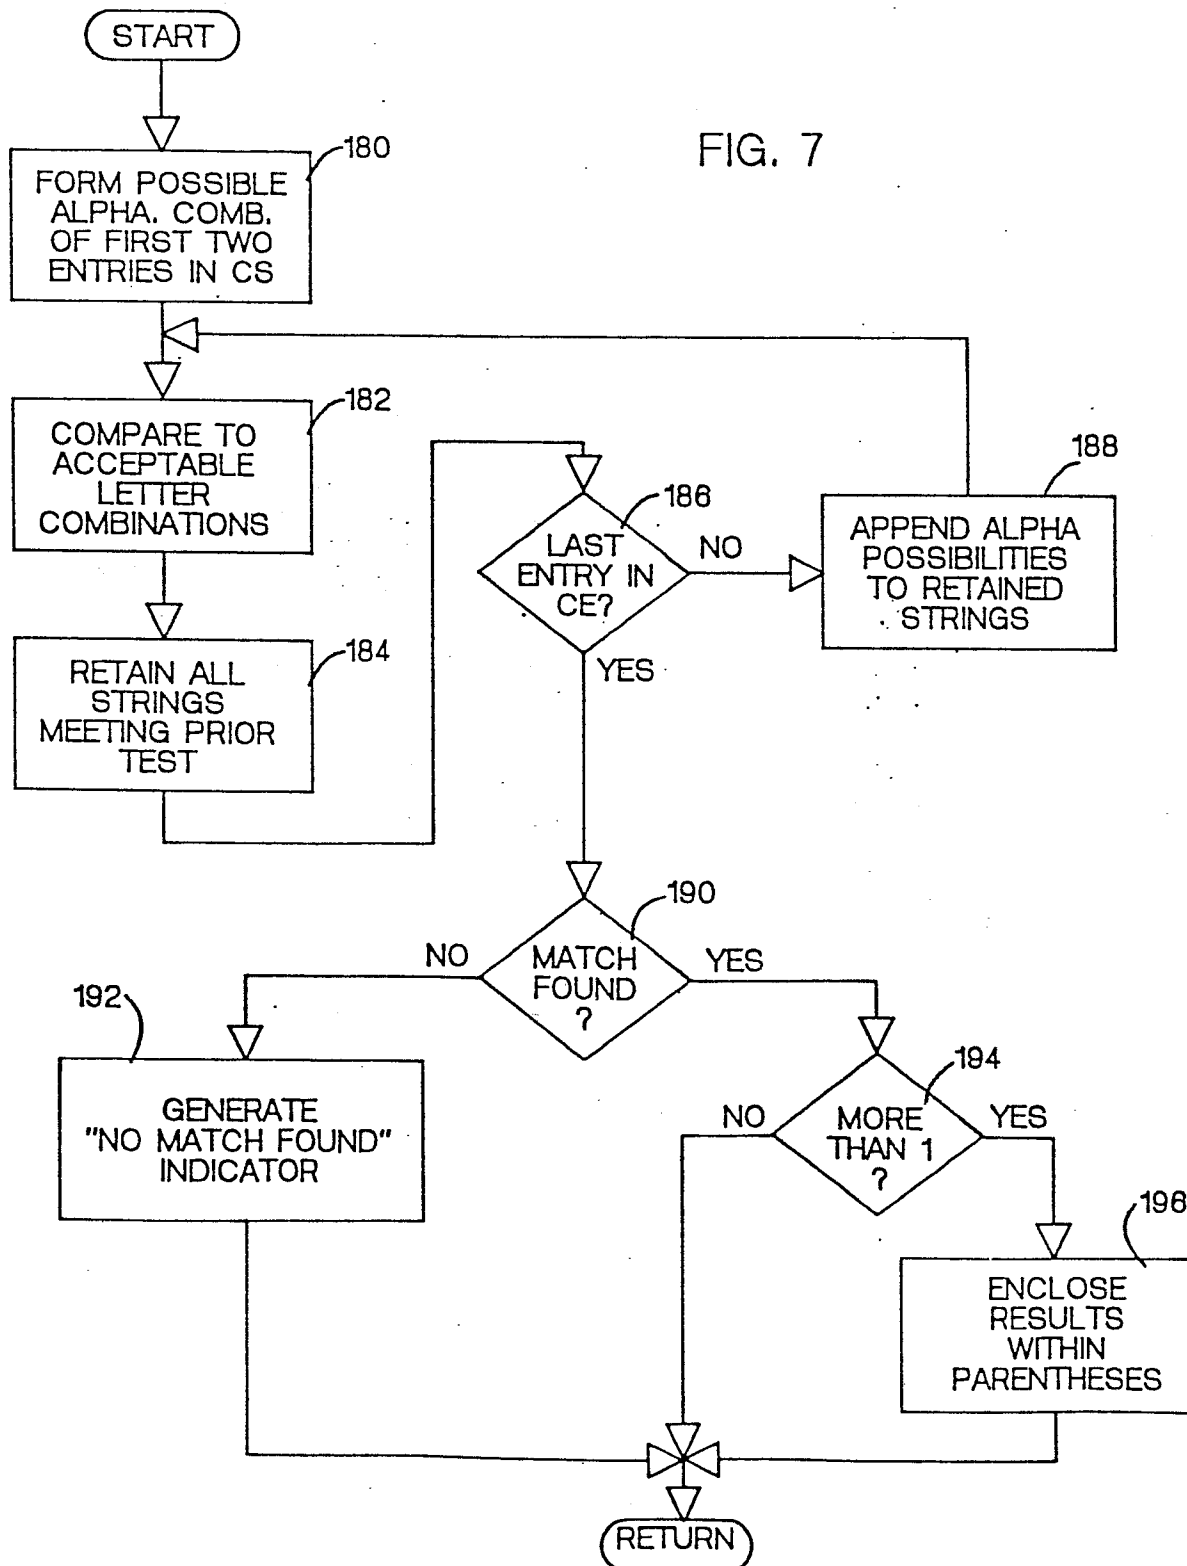 START
FIG. 7
180
FORM POSSIBLE
ALPHA. COMB.
OF FIRST TWO
ENTRIES IN CS
182
COMPARE TO
ACCEPTABLE
LETTER
COMBINATIONS
184
RETAIN ALL
STRINGS
MEETING PRIOR
TEST
186
LAST
ENTRY IN
CE?
NO
YES
188
APPEND ALPHA
POSSIBILITIES
TO RETAINED
STRINGS
190
MATCH
FOUND
?
NO
YES
192
GENERATE
"NO MATCH FOUND"
INDICATOR
194
MORE
THAN 1
?
NO
YES
196
ENCLOSE
RESULTS
WITHIN
PARENTHESES
RETURN